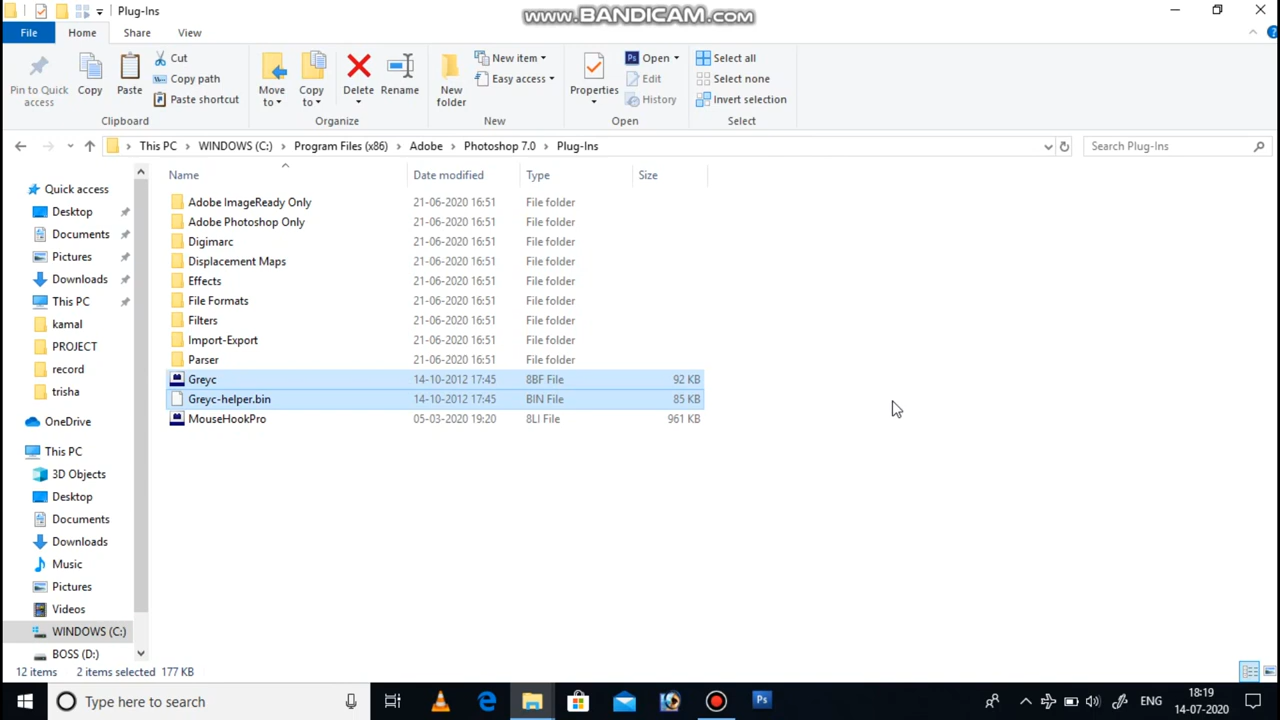 Plug-Ins
www.BANDICAM.com
File Home Share View
Pin to Quick access
Copy
Paste
Cut
Copy path
Paste shortcut
Clipboard
Move to
Copy to
Delete
Rename
Organize
New folder
New item
Easy access
New
Properties
Open
Edit
History
Open
Select all
Select none
Invert selection
Select
This PC > WINDOWS (C:) > Program Files (x86) > Adobe > Photoshop 7.0 > Plug-Ins
Search Plug-Ins
Quick access
Desktop
Documents
Pictures
Downloads
This PC
kamal
PROJECT
record
trisha
OneDrive
This PC
3D Objects
Desktop
Documents
Downloads
Music
Pictures
Videos
WINDOWS (C:)
BOSS (D:)
Name Date modified Type Size
Adobe ImageReady Only 21-06-2020 16:51 File folder
Adobe Photoshop Only 21-06-2020 16:51 File folder
Digimarc 21-06-2020 16:51 File folder
Displacement Maps 21-06-2020 16:51 File folder
Effects 21-06-2020 16:51 File folder
File Formats 21-06-2020 16:51 File folder
Filters 21-06-2020 16:51 File folder
Import-Export 21-06-2020 16:51 File folder
Parser 21-06-2020 16:51 File folder
Greyc 14-10-2012 17:45 8BF File 92 KB
Greyc-helper.bin 14-10-2012 17:45 BIN File 85 KB
MouseHookPro 05-03-2020 19:20 8LI File 961 KB
12 items 2 items selected 177 KB
Type here to search
Ps
ENG
18:19
14-07-2020